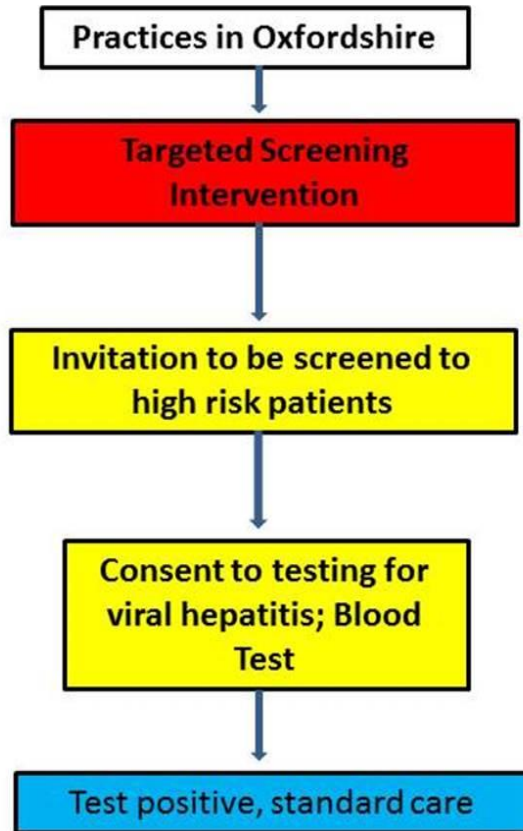 Practices in Oxfordshire
Targeted Screening
Intervention
Invitation to be screened to
high risk patients
Consent to testing for
viral hepatitis; Blood
Test
Test positive, standard care